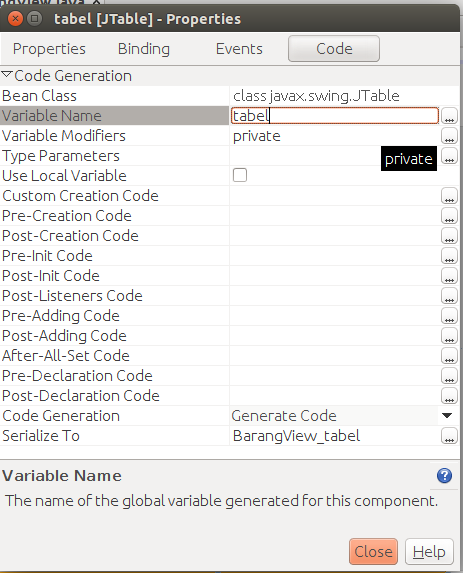 tabel [JTable] - Properties
Properties Binding Events Code
Code Generation
Bean Class class javax.swing.JTable
Variable Name tabel ...
Variable Modifiers private ...
Type Parameters ...
private
Use Local Variable
Custom Creation Code ...
Pre-Creation Code ...
Post-Creation Code ...
Pre-Init Code ...
Post-Init Code ...
Post-Listeners Code ...
Pre-Adding Code ...
Post-Adding Code ...
After-All-Set Code ...
Pre-Declaration Code ...
Post-Declaration Code ...
Code Generation Generate Code
Serialize To BarangView_tabel ...
Variable Name ?
The name of the global variable generated for this component.
Close Help